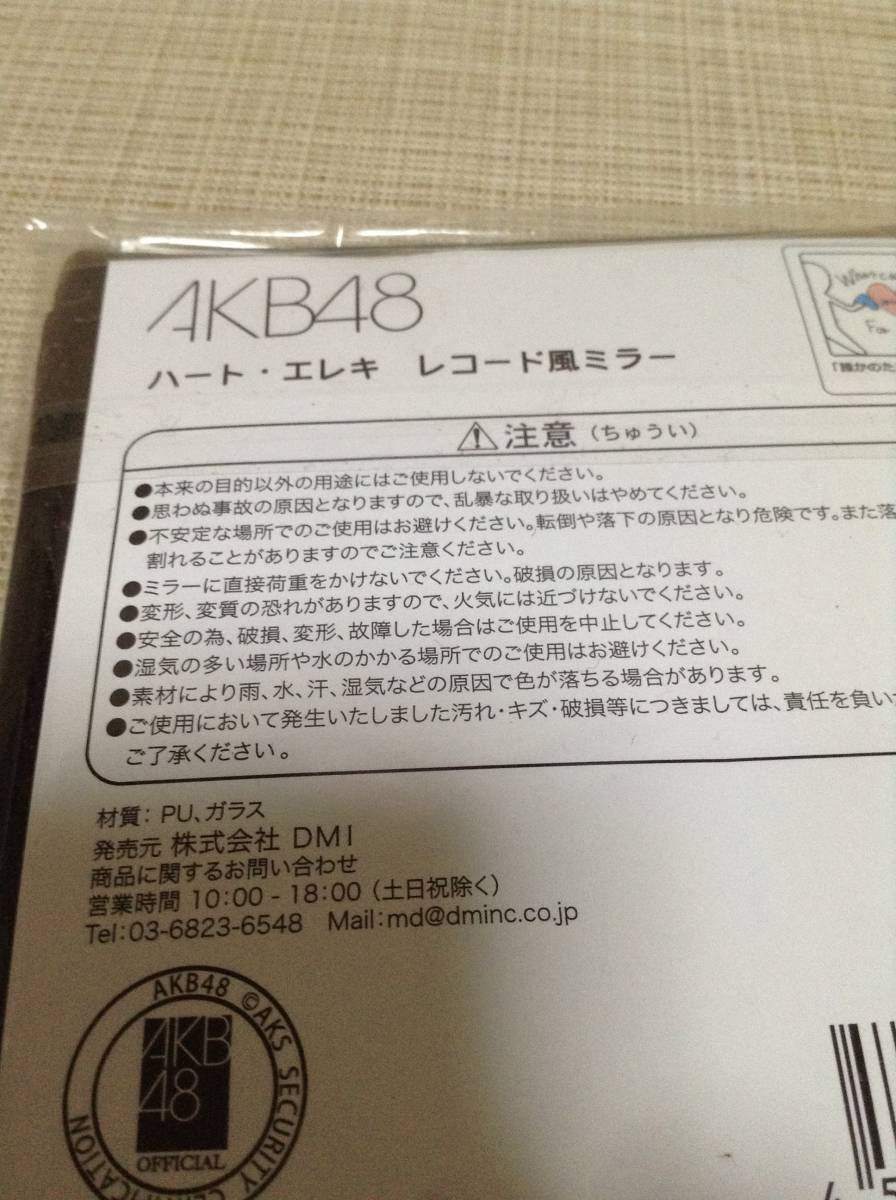 AKB48
ハート・エレキ レコード風ミラー
What c
For
「誰かのた
⚠注意(ちゅうい)
●本来の目的以外の用途にはご使用しないでください。
●思わぬ事故の原因となりますので、乱暴な取り扱いはやめてください。
●不安定な場所でのご使用はお避けください。転倒や落下の原因となり危険です。また落
割れることがありますのでご注意ください。
●ミラーに直接荷重をかけないでください。破損の原因となります。
●変形、変質の恐れがありますので、火気には近づけないでください。
●安全の為、破損、変形、故障した場合はご使用を中止してください。
●湿気の多い場所や水のかかる場所でのご使用はお避けください。
●素材により雨、水、汗、湿気などの原因で色が落ちる場合があります。
●ご使用において発生いたしました汚れ・キズ・破損等につきましては、責任を負い
ご了承ください。
材質: PU、ガラス
発売元 株式会社 DMI
商品に関するお問い合わせ
営業時間 10:00 - 18:00 (土日祝除く)
Tel:03-6823-6548 Mail:md@dminc.co.jp
AKB48 ©AKS SECURITY CERTIFICATION
AKB
48
OFFICIAL